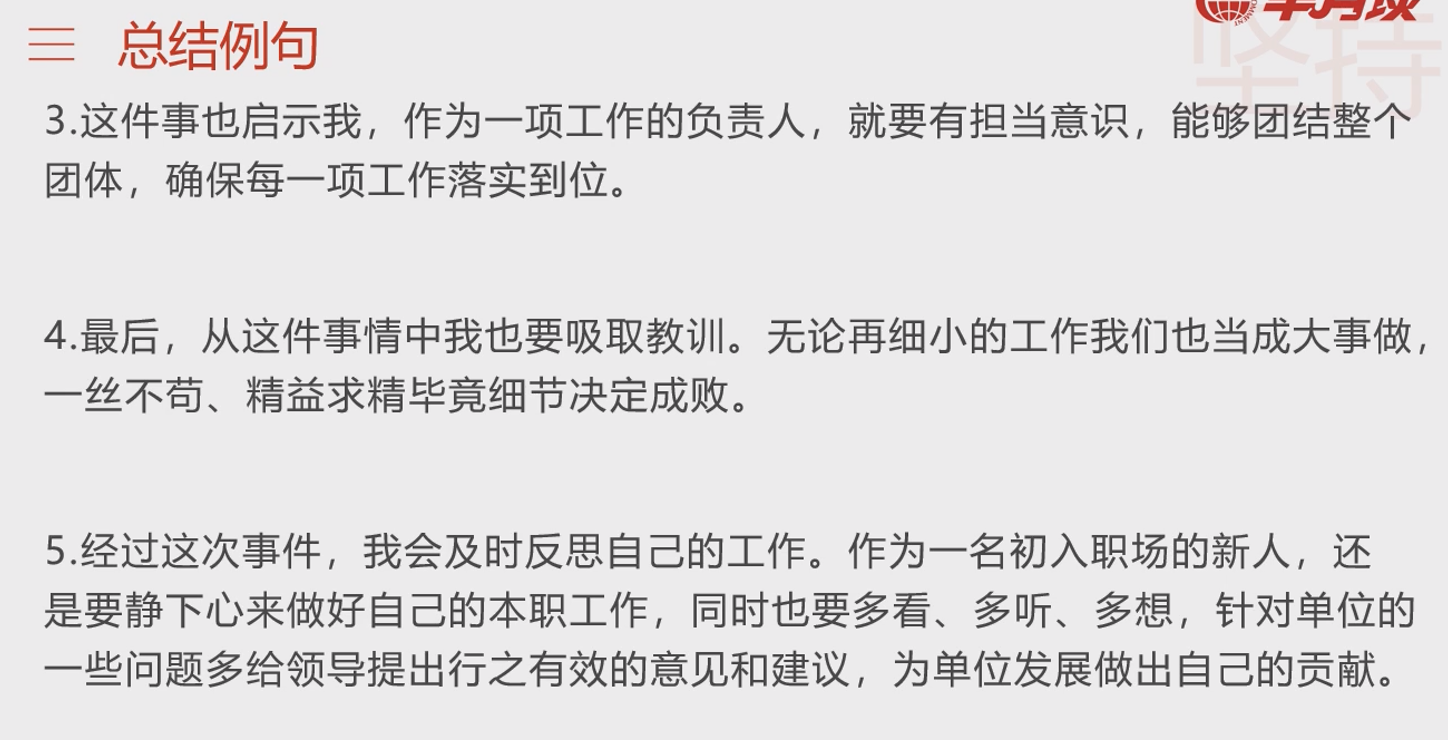 总结例句
坚持
3.这件事也启示我，作为一项工作的负责人，就要有担当意识，能够团结整个
团体，确保每一项工作落实到位。
4.最后，从这件事情中我也要吸取教训。无论再细小的工作我们也当成大事做，
一丝不苟、精益求精毕竟细节决定成败。
5.经过这次事件，我会及时反思自己的工作。作为一名初入职场的新人，还
是要静下心来做好自己的本职工作，同时也要多看、多听、多想，针对单位的
一些问题多给领导提出行之有效的意见和建议，为单位发展做出自己的贡献。